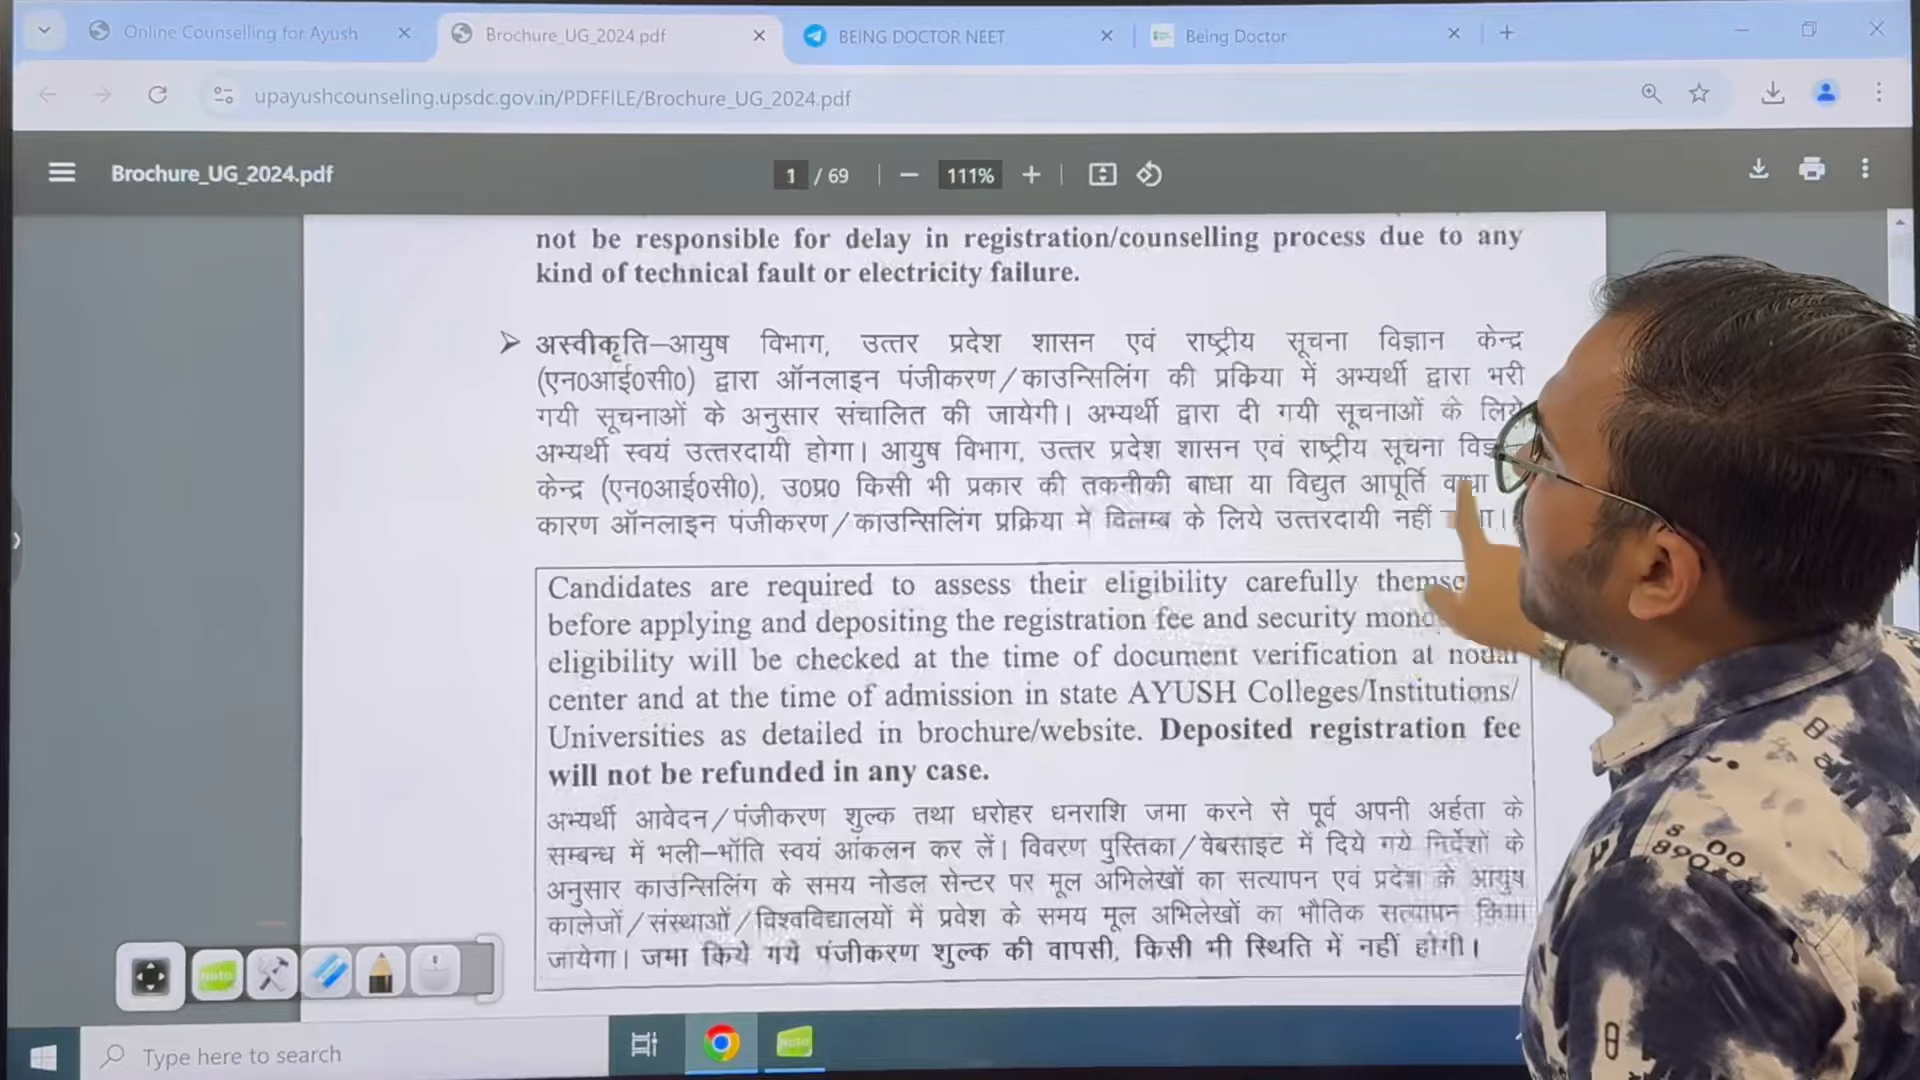 Online Counselling for Ayush
Brochure_UG_2024.pdf
BEING DOCTOR NEET
Being Doctor
upayushcounseling.upsdc.gov.in/PDFFILE/Brochure_UG_2024.pdf
Brochure_UG_2024.pdf
1 / 69
111%
not be responsible for delay in registration/counselling process due to any
kind of technical fault or electricity failure.
➢ अस्वीकृति–आयुष विभाग, उत्तर प्रदेश शासन एवं राष्ट्रीय सूचना विज्ञान केन्द्र
(एन0आई0सी0) द्वारा ऑनलाइन पंजीकरण/काउन्सिलिंग की प्रकिया में अभ्यर्थी द्वारा भरी
गयी सूचनाओं के अनुसार संचालित की जायेगी। अभ्यर्थी द्वारा दी गयी सूचनाओं के लिये
अभ्यर्थी स्वयं उत्तरदायी होगा। आयुष विभाग, उत्तर प्रदेश शासन एवं राष्ट्रीय सूचना
केन्द्र (एन0आई0सी0), उ0प्र0 किसी भी प्रकार की तकनीकी बाधा या विद्युत आपूर्ति
कारण ऑनलाइन पंजीकरण/काउन्सिलिंग प्रक्रिया मे विलम्ब के लिये उत्तरदायी नहीं
Candidates are required to assess their eligibility carefully
before applying and depositing the registration fee and security
eligibility will be checked at the time of document verification at nodal
center and at the time of admission in state AYUSH Colleges/Institutions/
Universities as detailed in brochure/website. Deposited registration fee
will not be refunded in any case.
अभ्यर्थी आवेदन/पंजीकरण शुल्क तथा धरोहर धनराशि जमा करने से पूर्व अपनी अर्हता के
सम्बन्ध में भली–भॉति स्वयं आंकलन कर लें। विवरण पुस्तिका/वेबसाइट में दिये गये निर्देशों के
अनुसार काउन्सिलिंग के समय नोडल सेन्टर पर मूल अभिलेखों का सत्यापन एवं प्रदेश के आयुष
कालेजों/संस्थाओं/विश्वविद्यालयों में प्रवेश के समय मूल अभिलेखों का भौतिक सत्यापन किया
जायेगा। जमा किये गये पंजीकरण शुल्क की वापसी, किसी भी स्थिति में नहीं होगी।
Note
Type here to search
Note